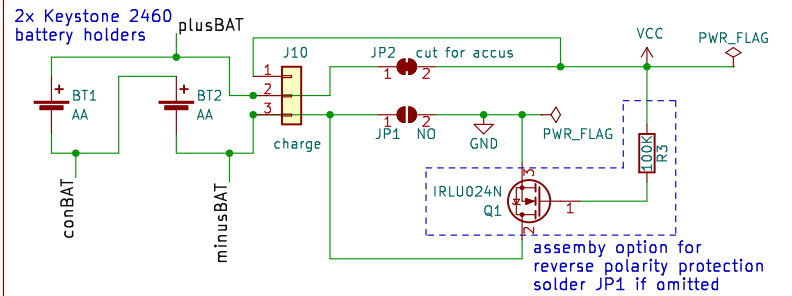 2x Keystone 2460
battery holders
plusBAT
J10
JP2 cut for accus
VCC
PWR_FLAG
1
1 2
BT1
AA
BT2
AA
2
3
charge
1 2
JP1 NO
GND
PWR_FLAG
100K
R3
3
IRLU024N
Q1
1
2
conBAT
minusBAT
assemby option for
reverse polarity protection
solder JP1 if omitted